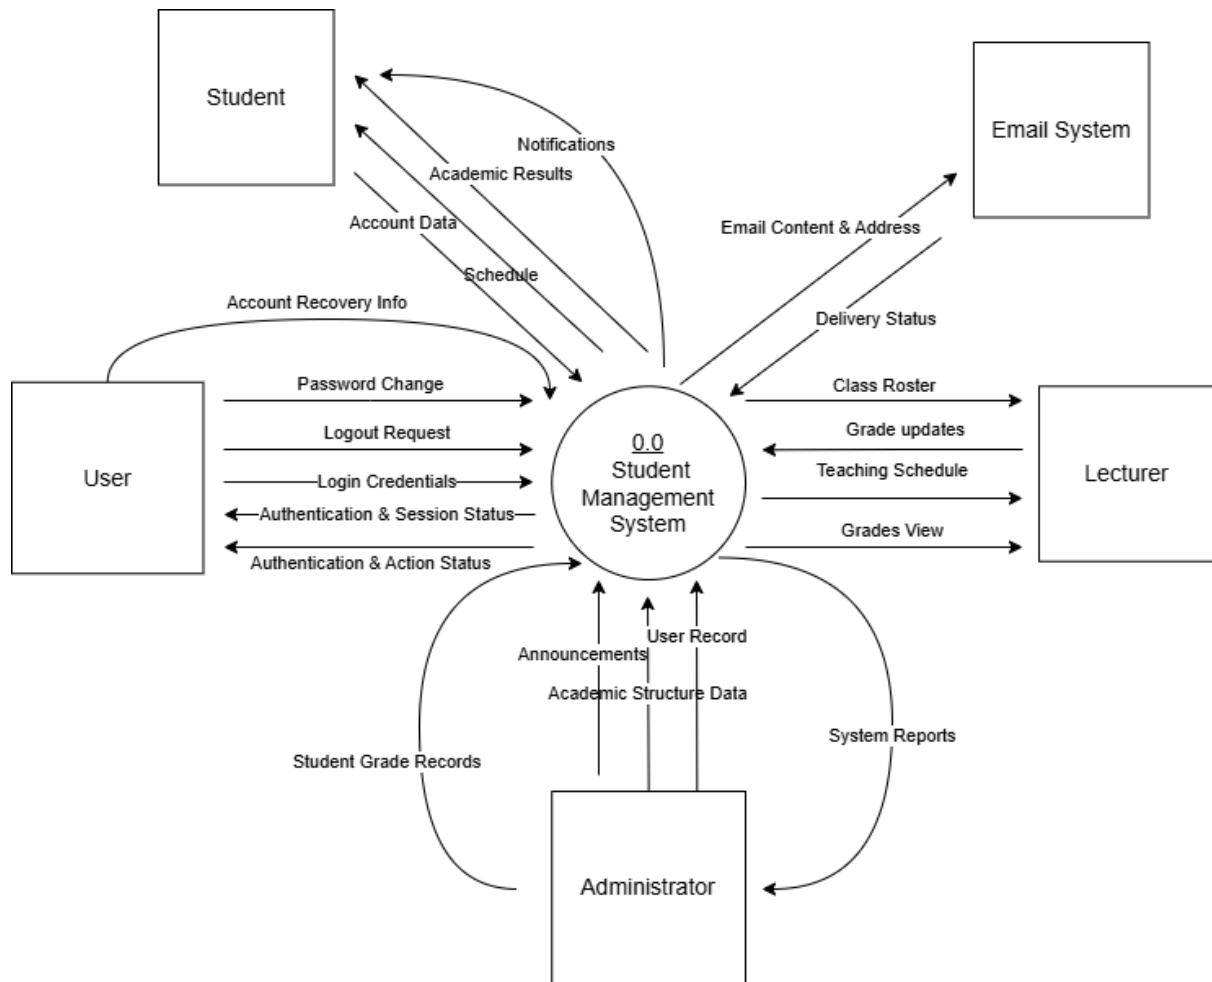 Student
Email System
Notifications
Academic Results
Account Data
Email Content & Address
Schedule
Account Recovery Info
Delivery Status
Password Change
Class Roster
Logout Request
Grade updates
User
Login Credentials
0.0
Student
Management
System
Teaching Schedule
Lecturer
Authentication & Session Status
Grades View
Authentication & Action Status
User Record
Announcements
Academic Structure Data
System Reports
Student Grade Records
Administrator